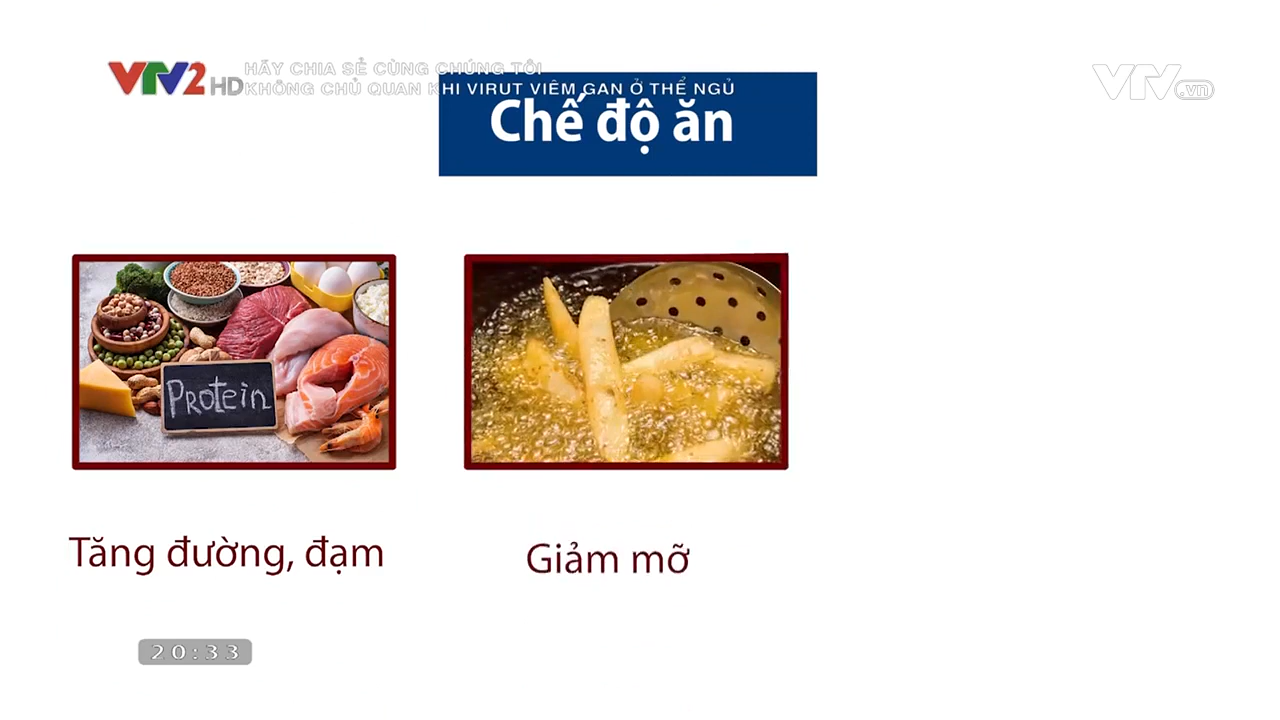 VTV2 HD
HÃY CHIA SẺ CÙNG CHÚNG TÔI
KHÔNG CHỦ QUAN KHI VIRUT VIÊM GAN Ở THỂ NGỦ
VTV.vn
Chế độ ăn
Protein
Tăng đường, đạm
Giảm mỡ
20:33